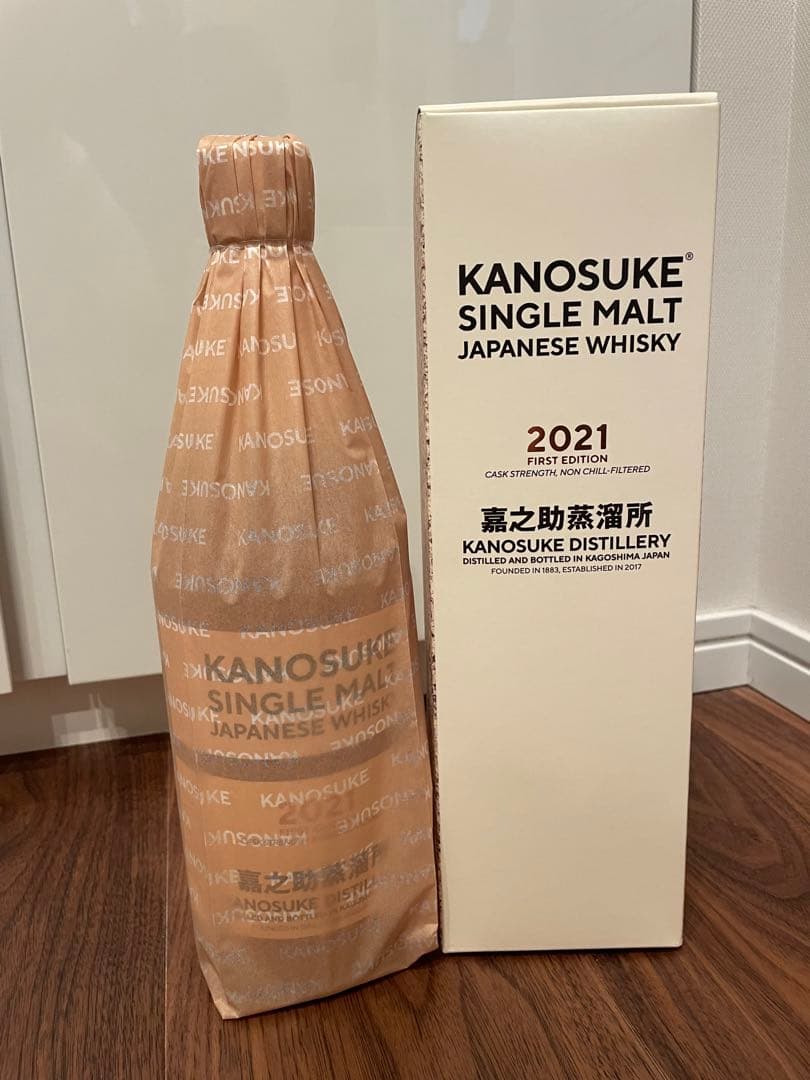 KANOSUKE®
SINGLE MALT
JAPANESE WHISKY
2021
FIRST EDITION
CASK STRENGTH, NON CHILL-FILTERED
嘉之助蒸溜所
KANOSUKE DISTILLERY
DISTILLED AND BOTTLED IN KAGOSHIMA JAPAN
FOUNDED IN 1883, ESTABLISHED IN 2017
KANOSUKE
SINGLE MALT
JAPANESE WHISKY
2021
嘉之助蒸溜所
KANOSUKE
KANOSUKE
KANOSUKE
KANOSUKE
KANOSUKE